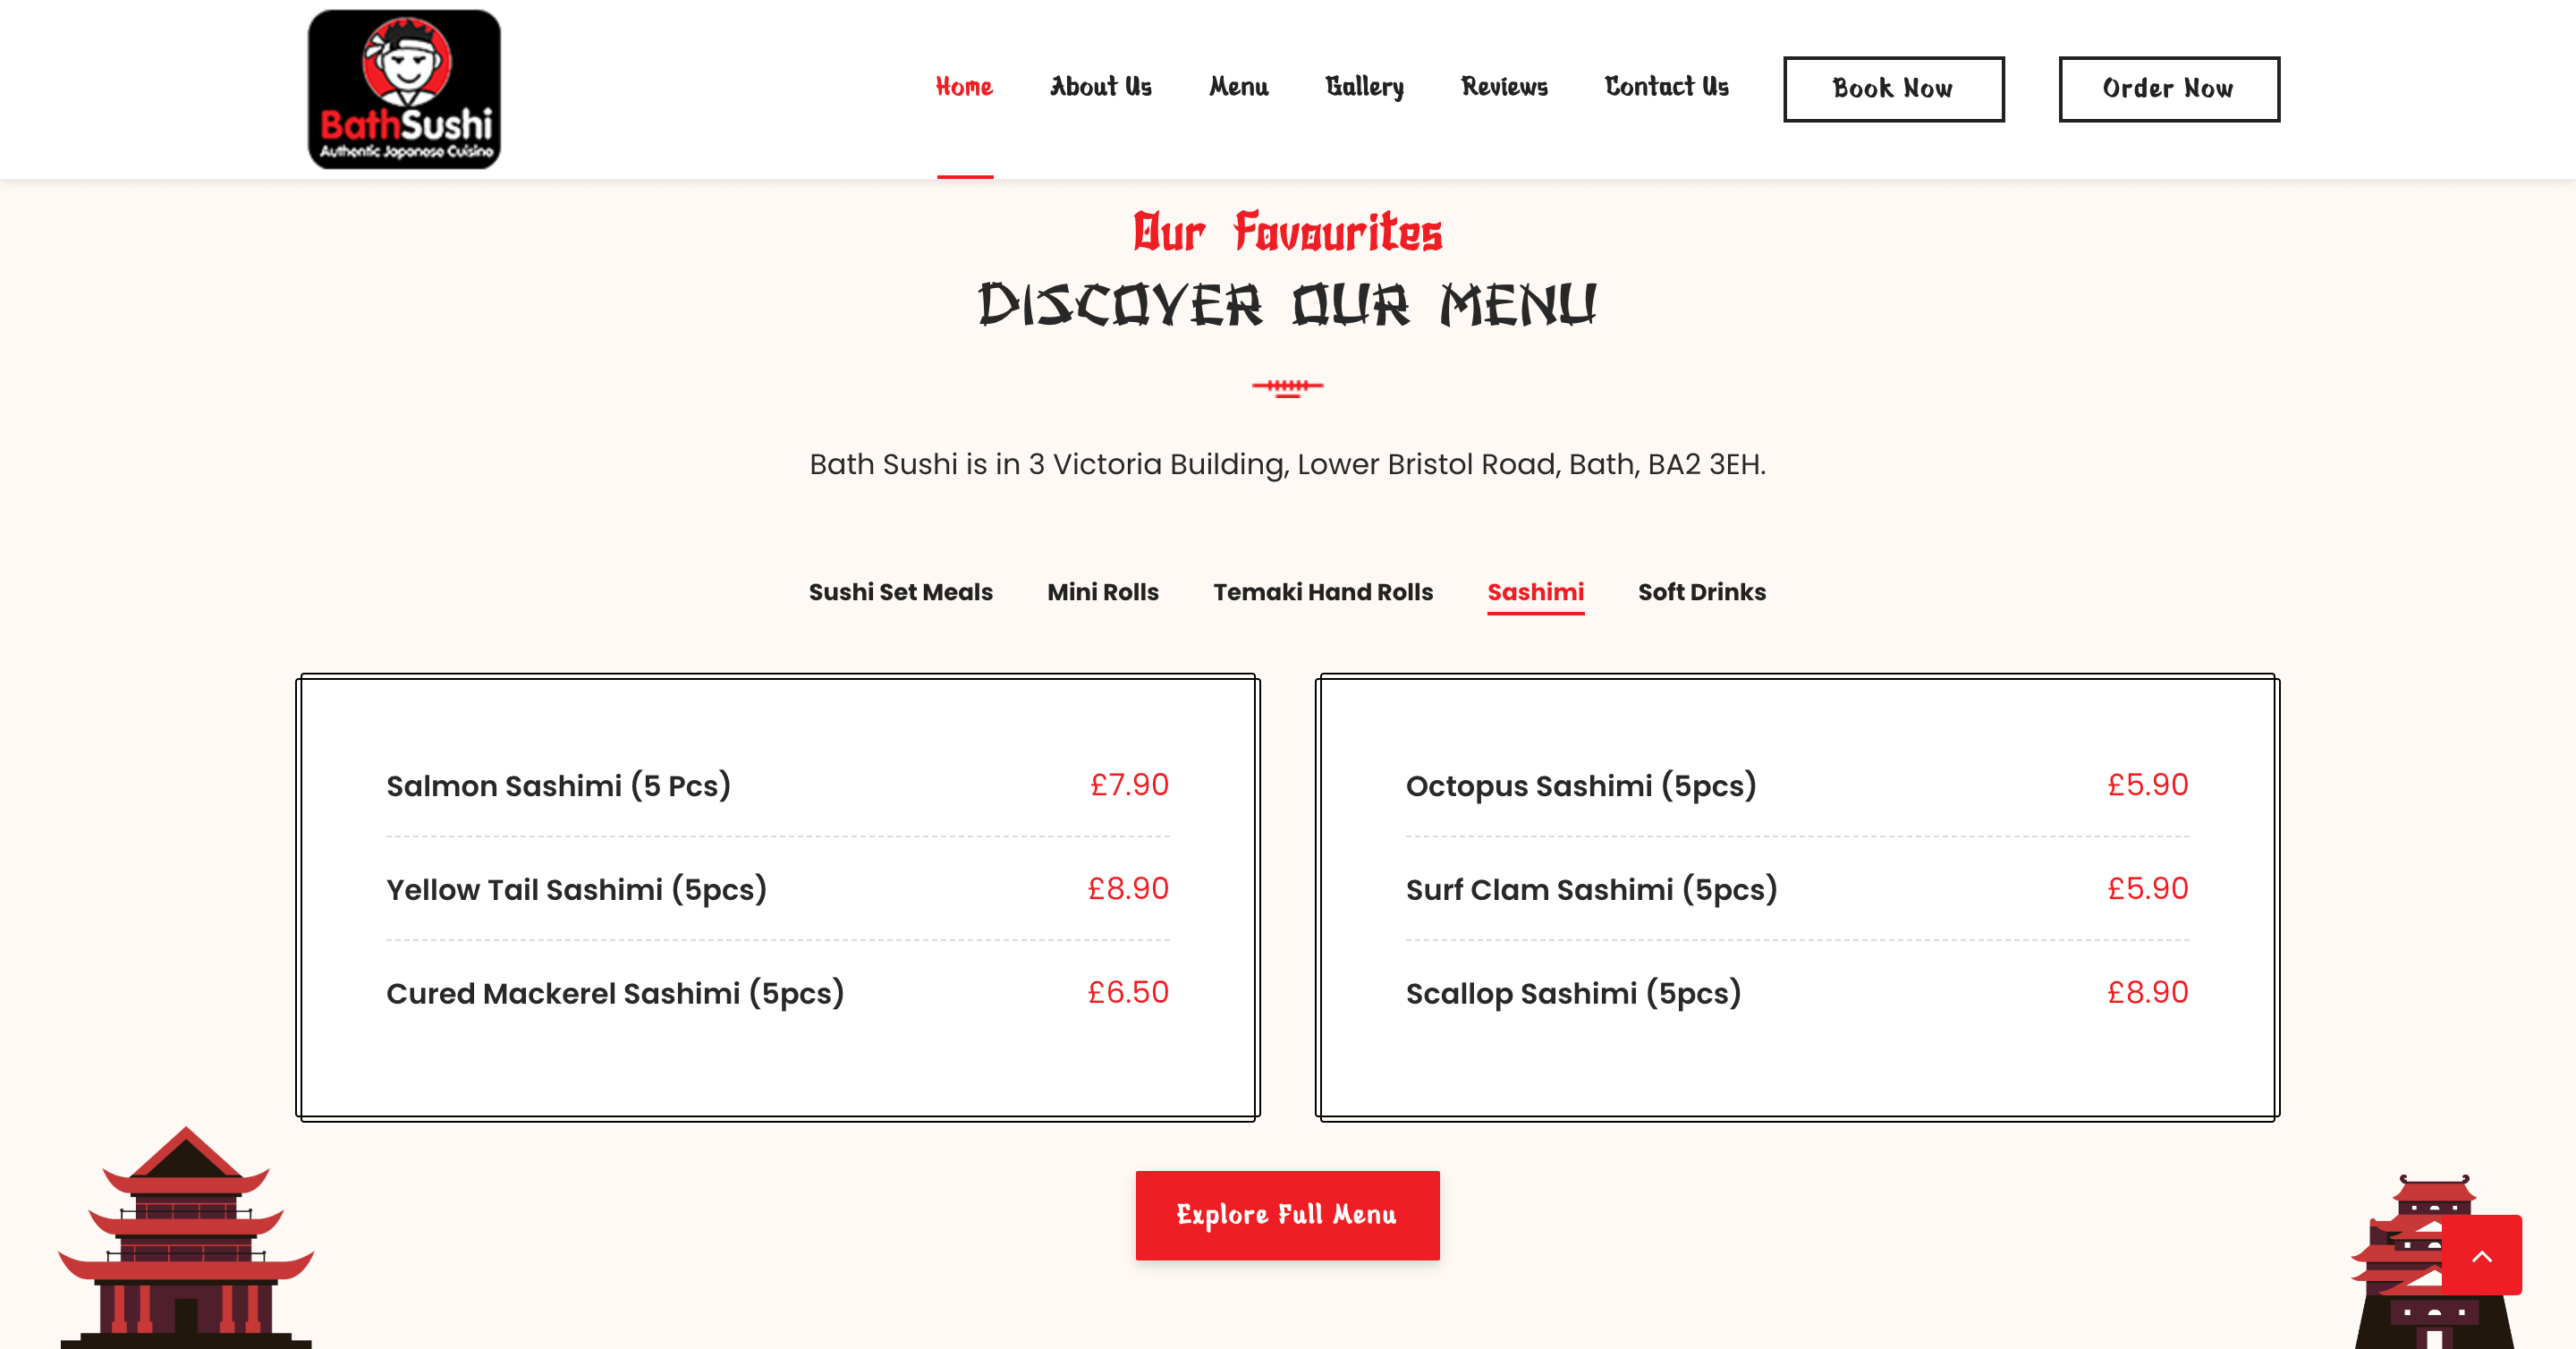 BathSushi
Authentic Japanese Cuisine
Home About Us Menu Gallery Reviews Contact Us Book Now Order Now
Our Favourites
DISCOVER OUR MENU
Bath Sushi is in 3 Victoria Building, Lower Bristol Road, Bath, BA2 3EH.
Sushi Set Meals Mini Rolls Temaki Hand Rolls Sashimi Soft Drinks
Salmon Sashimi (5 Pcs) £7.90
Yellow Tail Sashimi (5pcs) £8.90
Cured Mackerel Sashimi (5pcs) £6.50
Octopus Sashimi (5pcs) £5.90
Surf Clam Sashimi (5pcs) £5.90
Scallop Sashimi (5pcs) £8.90
Explore Full Menu